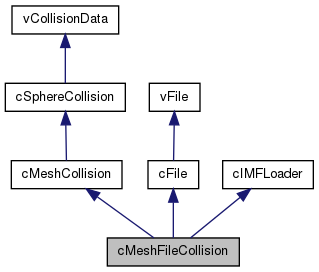 vCollisionData
cSphereCollision
vFile
cMeshCollision
cFile
cIMFLoader
cMeshFileCollision